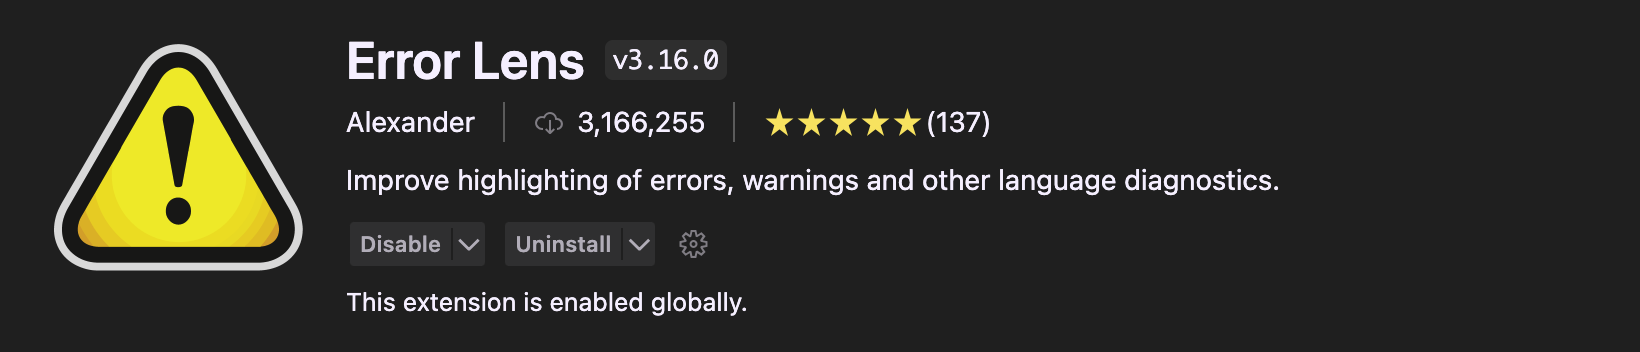 Error Lens v3.16.0
Alexander 3,166,255 ★★★★★(137)
Improve highlighting of errors, warnings and other language diagnostics.
Disable Uninstall
This extension is enabled globally.